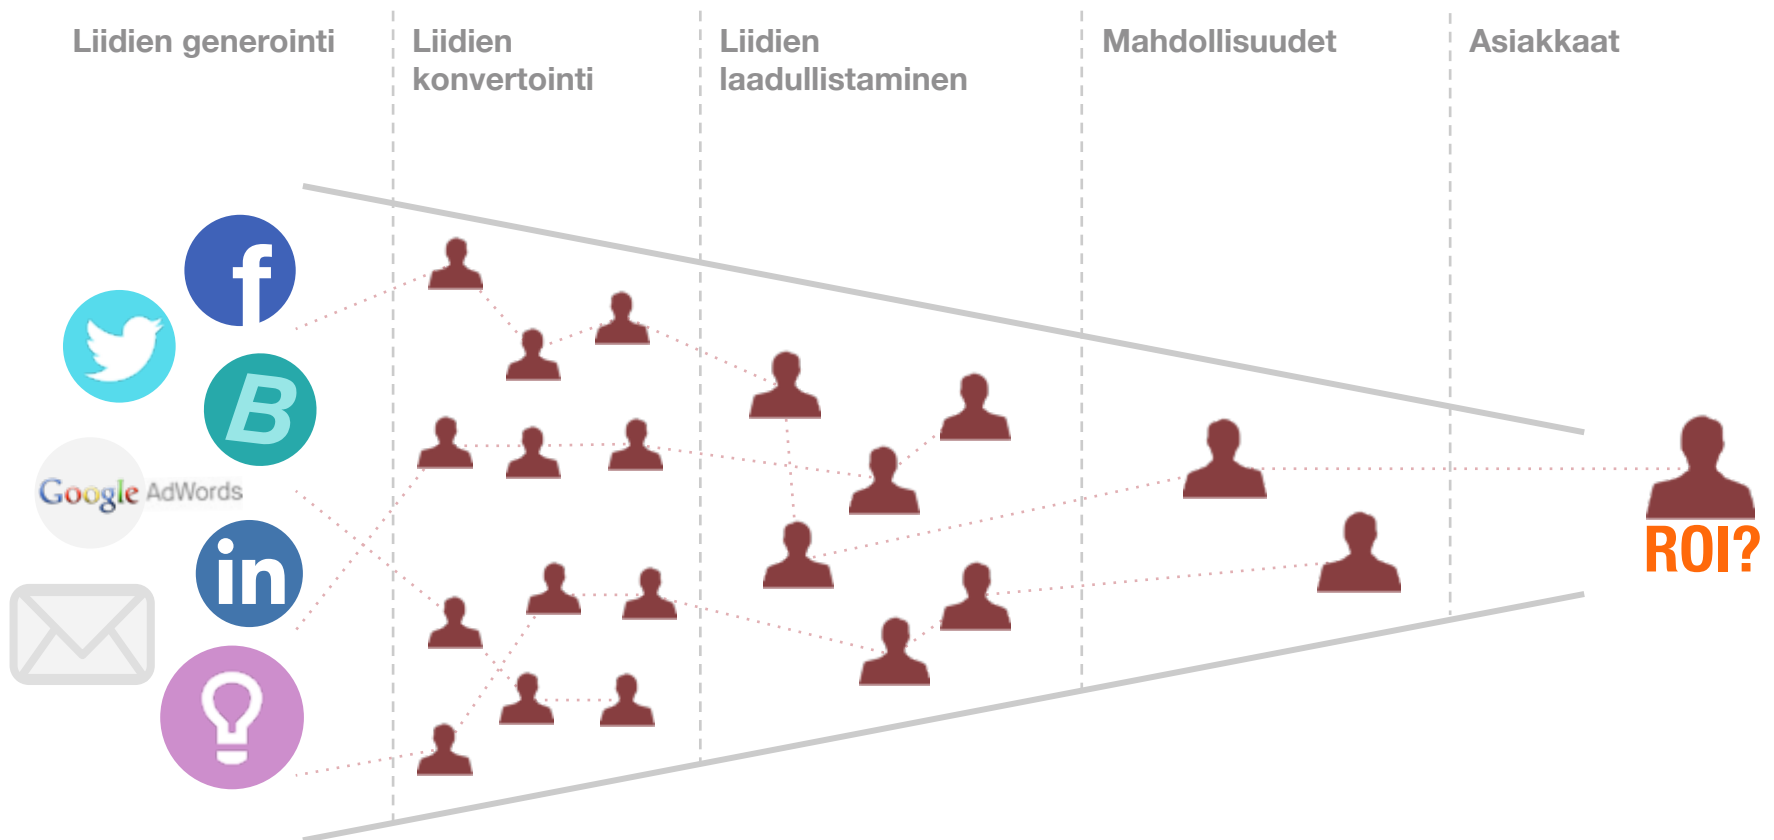 Liidien generointi
Liidien
konvertointi
Liidien
laadullistaminen
Mahdollisuudet
Asiakkaat
f
B
Google AdWords
in
ROI?